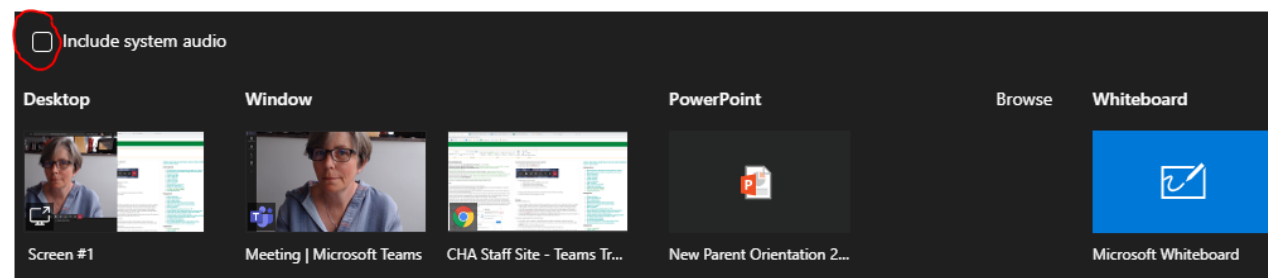 Include system audio
Desktop
Window
PowerPoint
Browse
Whiteboard
Screen #1
Meeting | Microsoft Teams
CHA Staff Site - Teams Tr...
New Parent Orientation 2...
Microsoft Whiteboard